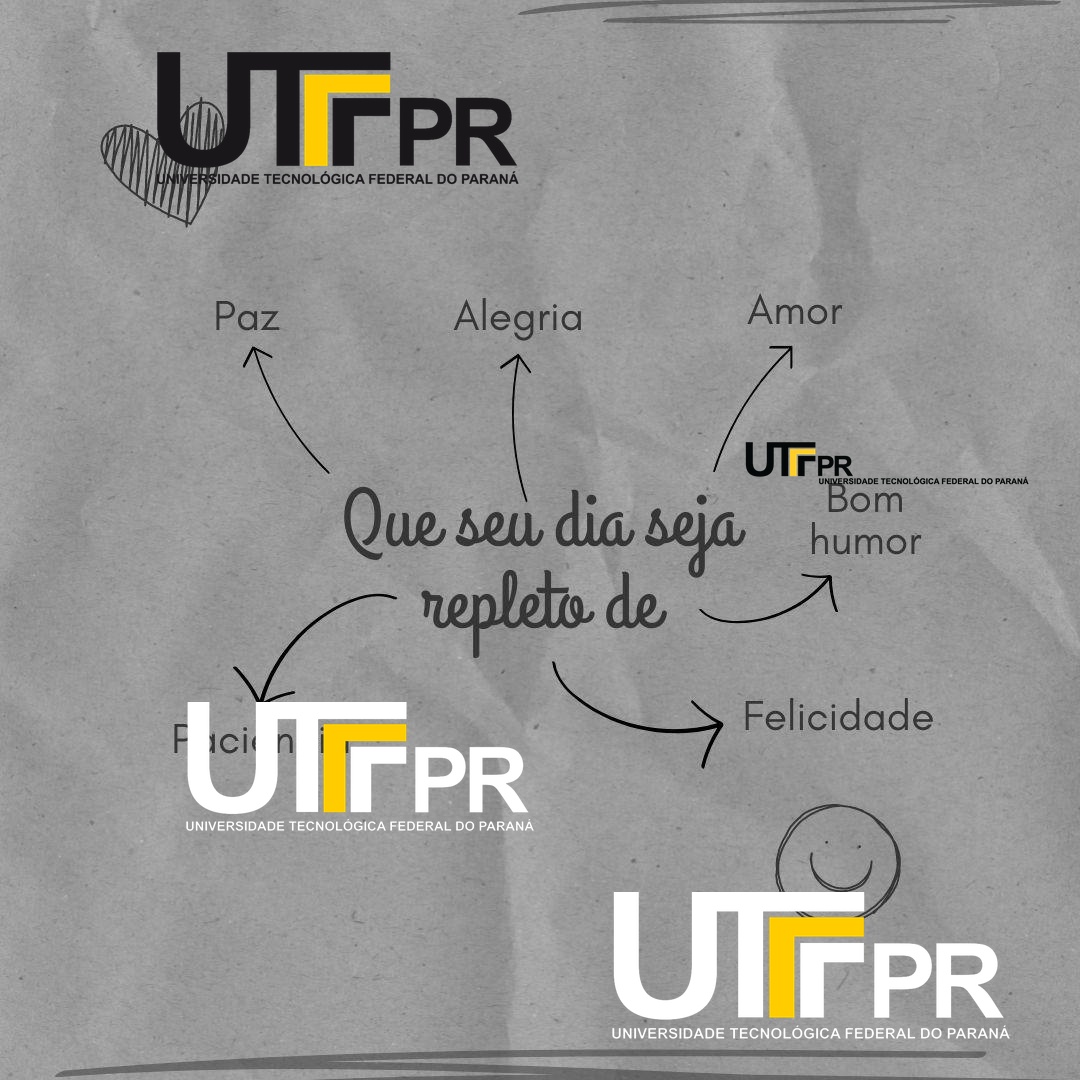 UTFPR
UNIVERSIDADE TECNOLÓGICA FEDERAL DO PARANÁ
Paz
Alegria
Amor
UTFPR
UNIVERSIDADE TECNOLÓGICA FEDERAL DO PARANÁ
Bom
humor
Que seu dia seja
repleto de
Felicidade
Paciência
UTFPR
UNIVERSIDADE TECNOLÓGICA FEDERAL DO PARANÁ
UTFPR
UNIVERSIDADE TECNOLÓGICA FEDERAL DO PARANÁ